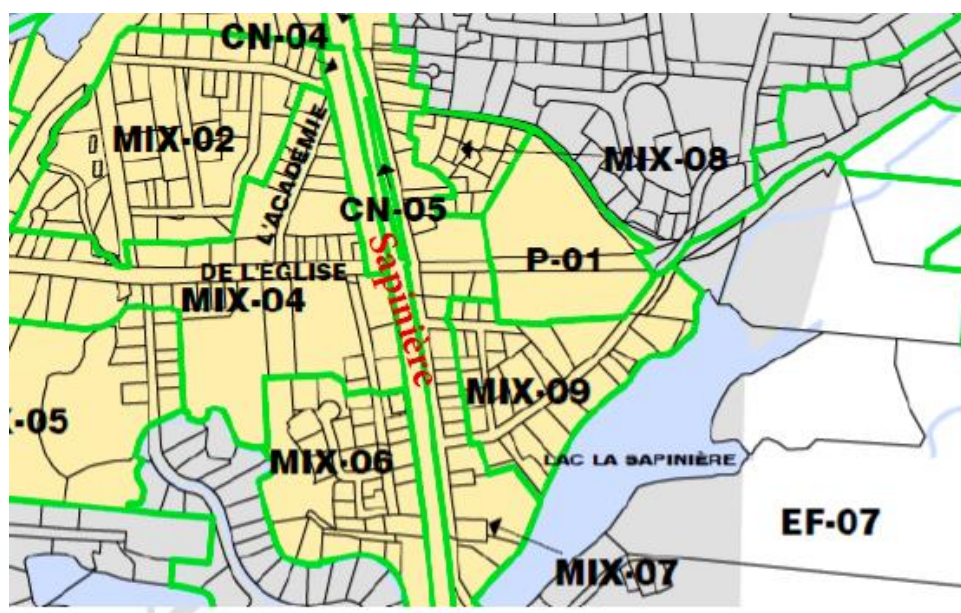 CN-04
MIX-02
MIX-08
L'ACADÉMIE
CN-05
Sapinière
P-01
DE L'ÉGLISE
MIX-04
MIX-09
-05
MIX-06
LAC LA SAPINIÈRE
EF-07
MIX-07